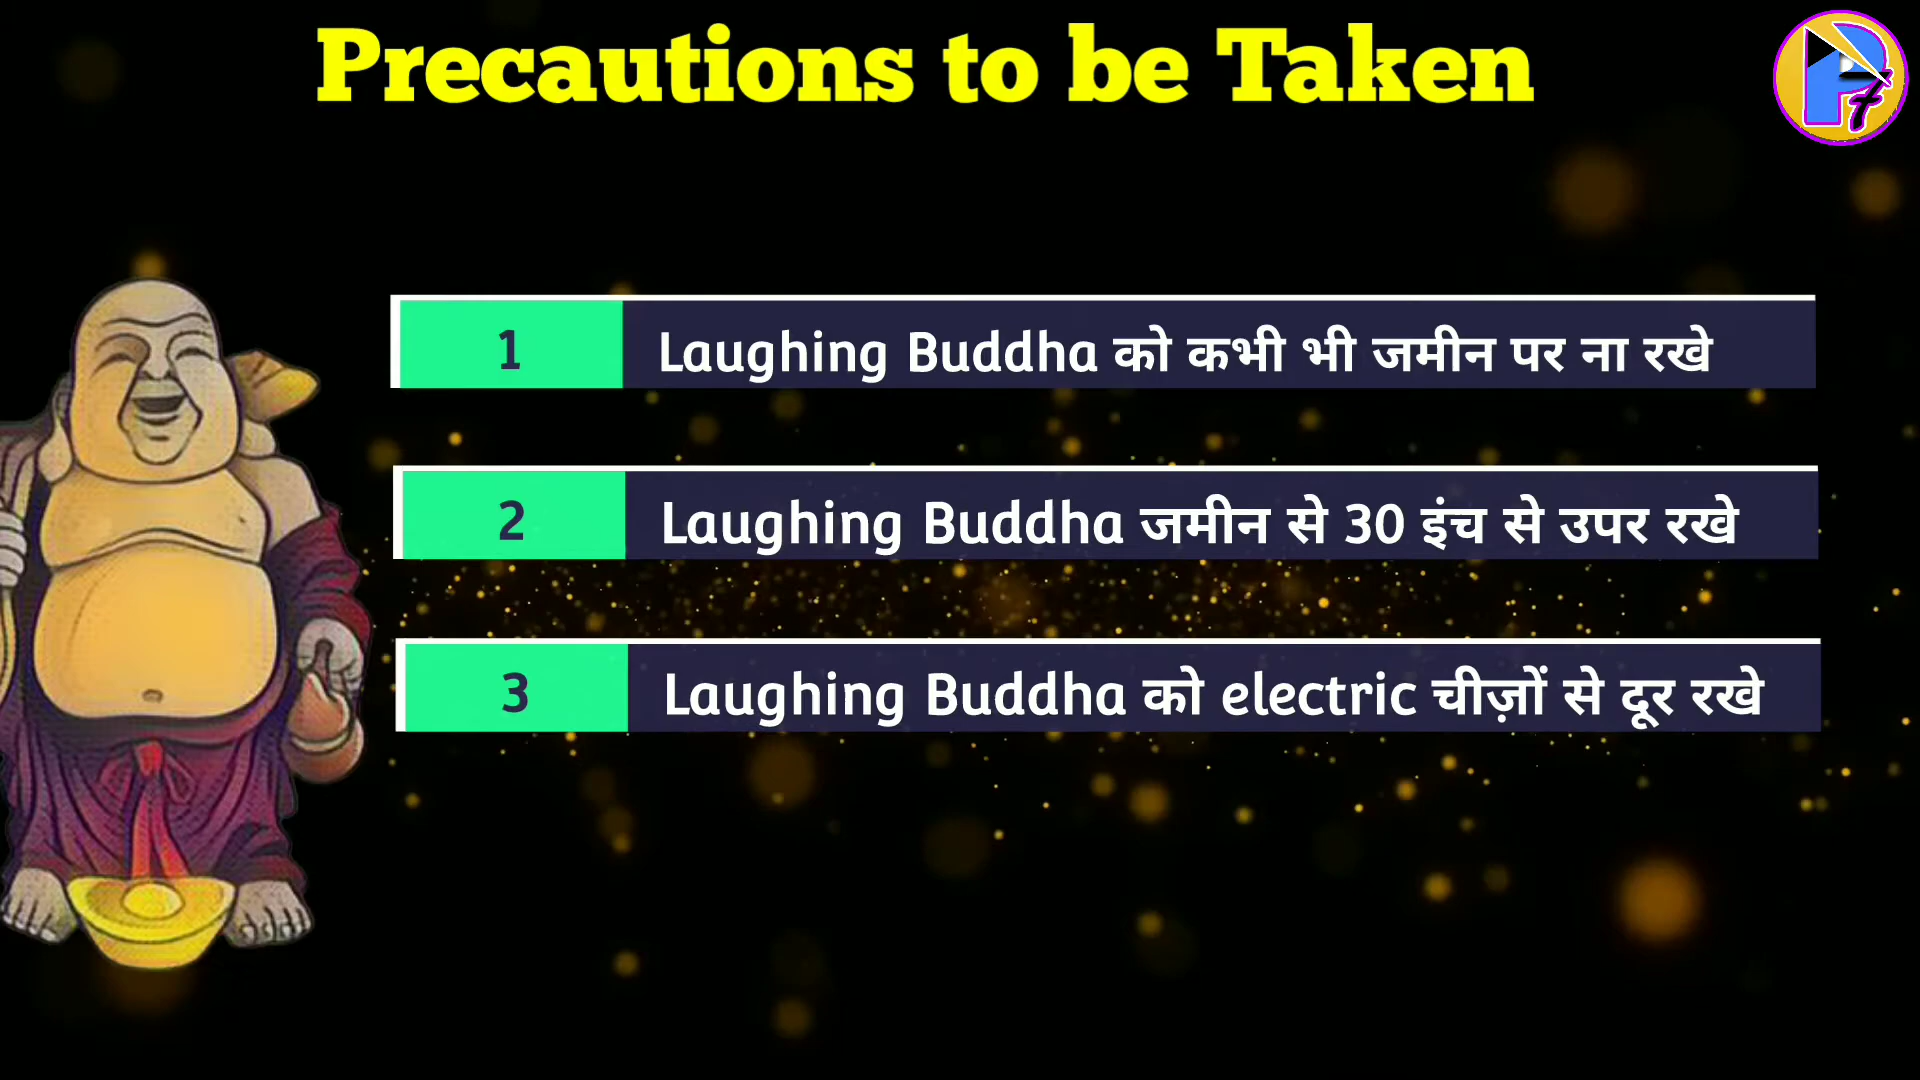 Precautions to be Taken
P7
1 Laughing Buddha को कभी भी जमीन पर ना रखे
2 Laughing Buddha जमीन से 30 इंच से उपर रखे
3 Laughing Buddha को electric चीज़ों से दूर रखे